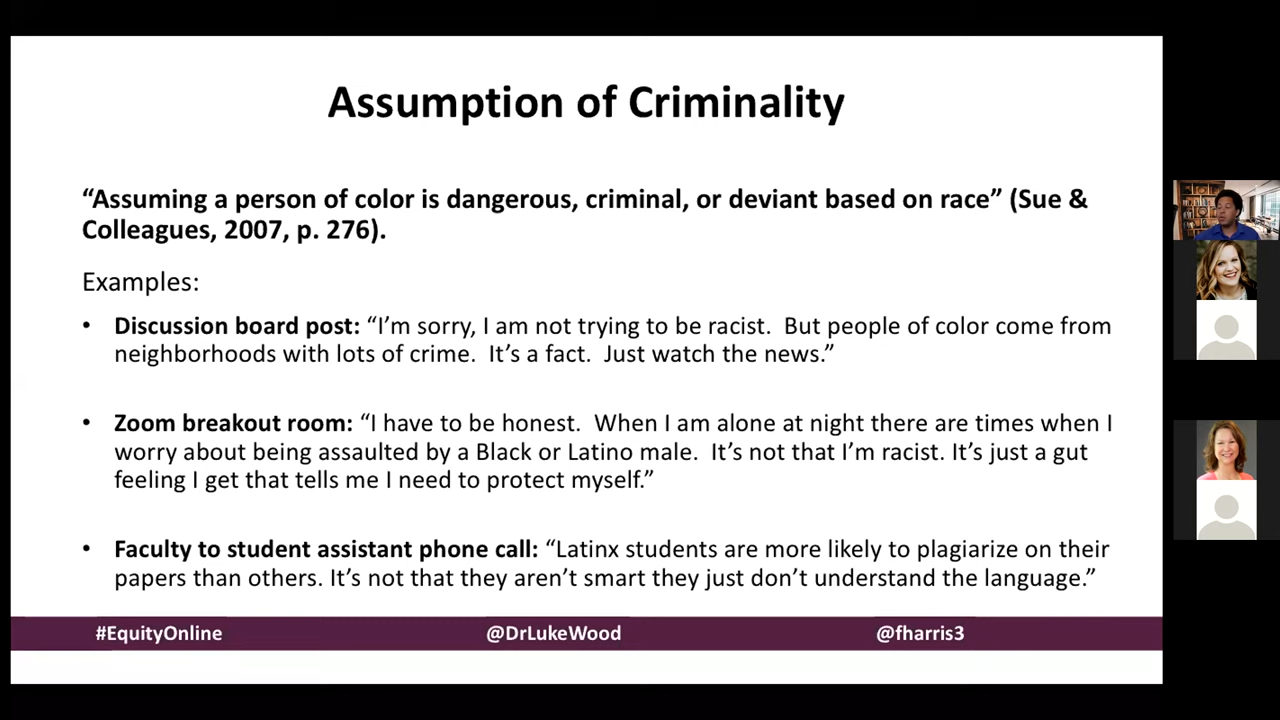 Assumption of Criminality
“Assuming a person of color is dangerous, criminal, or deviant based on race” (Sue &
Colleagues, 2007, p. 276).
Examples:
• Discussion board post: “I’m sorry, I am not trying to be racist.  But people of color come from
neighborhoods with lots of crime.  It’s a fact.  Just watch the news.”
• Zoom breakout room: “I have to be honest.  When I am alone at night there are times when I
worry about being assaulted by a Black or Latino male.  It’s not that I’m racist. It’s just a gut
feeling I get that tells me I need to protect myself.”
• Faculty to student assistant phone call: “Latinx students are more likely to plagiarize on their
papers than others. It’s not that they aren’t smart they just don’t understand the language.”
#EquityOnline @DrLukeWood @fharris3